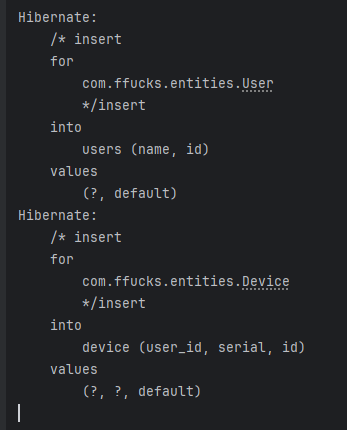 Hibernate:
    /* insert
    for
        com.ffucks.entities.User
        */insert
    into
        users (name, id)
    values
        (?, default)
Hibernate:
    /* insert
    for
        com.ffucks.entities.Device
        */insert
    into
        device (user_id, serial, id)
    values
        (?, ?, default)